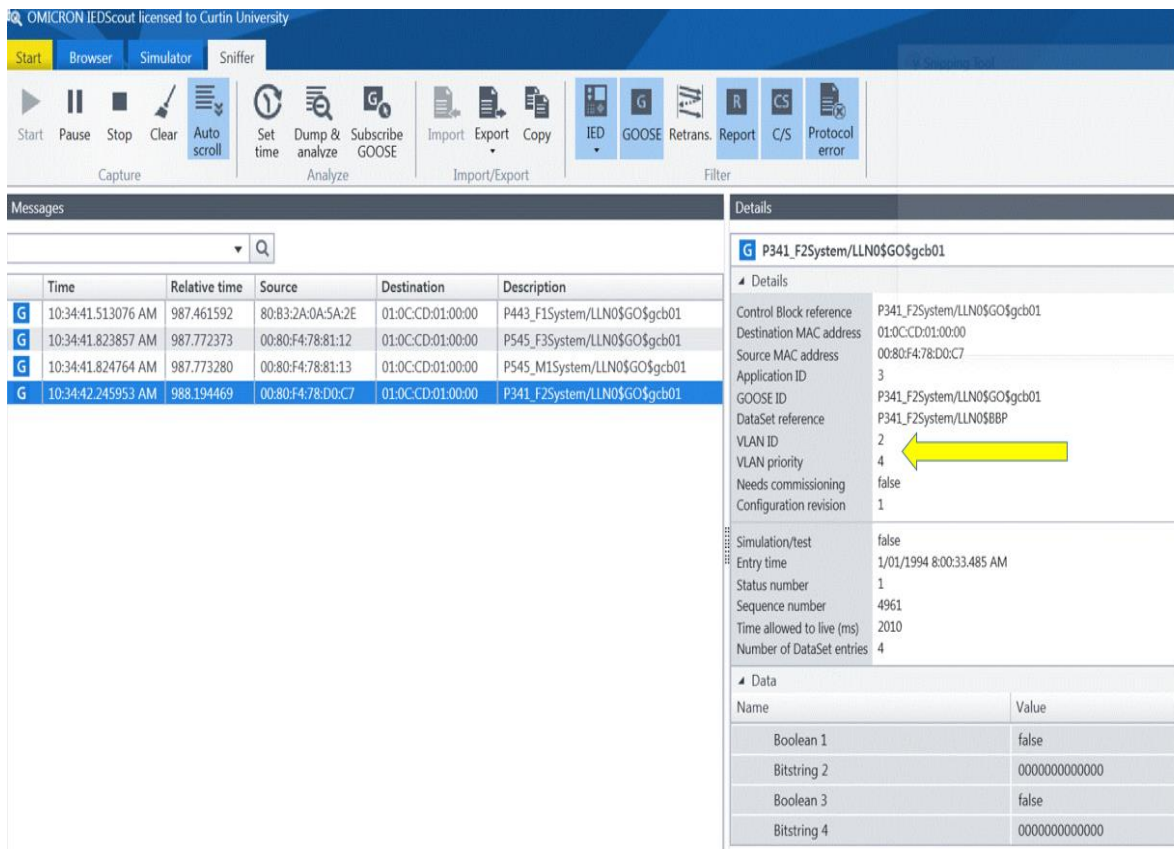 OMICRON IEDScout licensed to Curtin University
Start Browser Simulator Sniffer
Start Pause Stop Clear Auto scroll
Set time Dump & analyze Subscribe GOOSE
Import Export Copy
IED GOOSE Retrans. Report C/S Protocol error
Capture Analyze Import/Export Filter
Messages
Time Relative time Source Destination Description
G 10:34:41.513076 AM 987.461592 80:B3:2A:0A:5A:2E 01:0C:CD:01:00:00 P443_F1System/LLN0$GO$gcb01
G 10:34:41.823857 AM 987.772373 00:80:F4:78:81:12 01:0C:CD:01:00:00 P545_F3System/LLN0$GO$gcb01
G 10:34:41.824764 AM 987.773280 00:80:F4:78:81:13 01:0C:CD:01:00:00 P545_M1System/LLN0$GO$gcb01
G 10:34:42.245953 AM 988.194469 00:80:F4:78:D0:C7 01:0C:CD:01:00:00 P341_F2System/LLN0$GO$gcb01
Details
G P341_F2System/LLN0$GO$gcb01
Details
Control Block reference P341_F2System/LLN0$GO$gcb01
Destination MAC address 01:0C:CD:01:00:00
Source MAC address 00:80:F4:78:D0:C7
Application ID 3
GOOSE ID P341_F2System/LLN0$GO$gcb01
DataSet reference P341_F2System/LLN0$BBP
VLAN ID 2
VLAN priority 4
Needs commissioning false
Configuration revision 1
Simulation/test false
Entry time 1/01/1994 8:00:33.485 AM
Status number 1
Sequence number 4961
Time allowed to live (ms) 2010
Number of DataSet entries 4
Data
Name Value
Boolean 1 false
Bitstring 2 0000000000000
Boolean 3 false
Bitstring 4 0000000000000